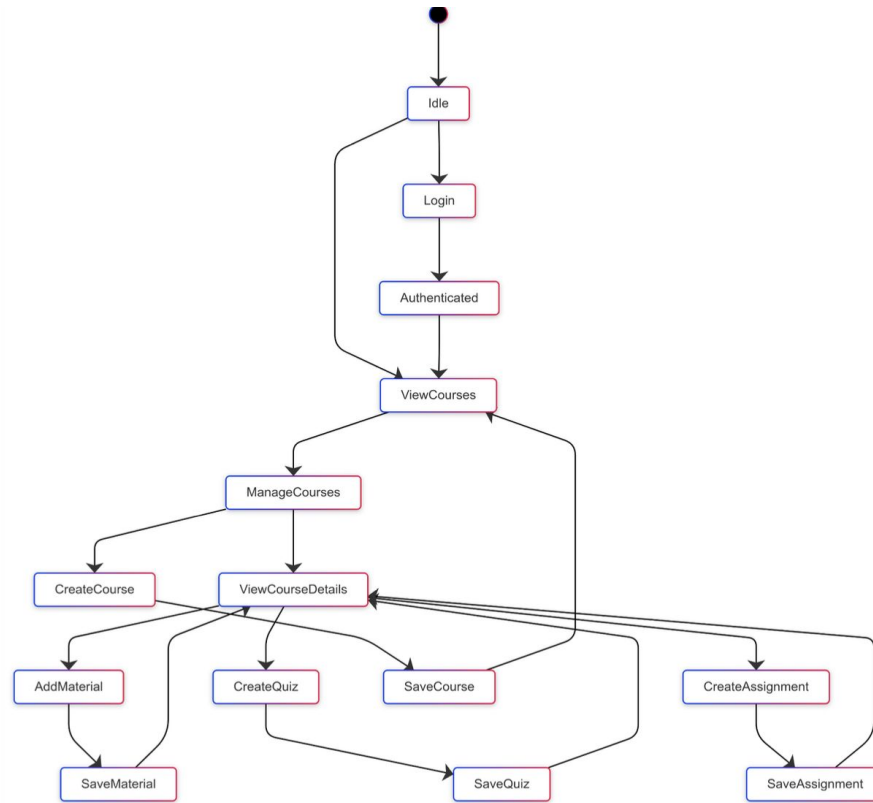 Idle
Login
Authenticated
ViewCourses
ManageCourses
CreateCourse
ViewCourseDetails
AddMaterial
CreateQuiz
SaveCourse
CreateAssignment
SaveMaterial
SaveQuiz
SaveAssignment